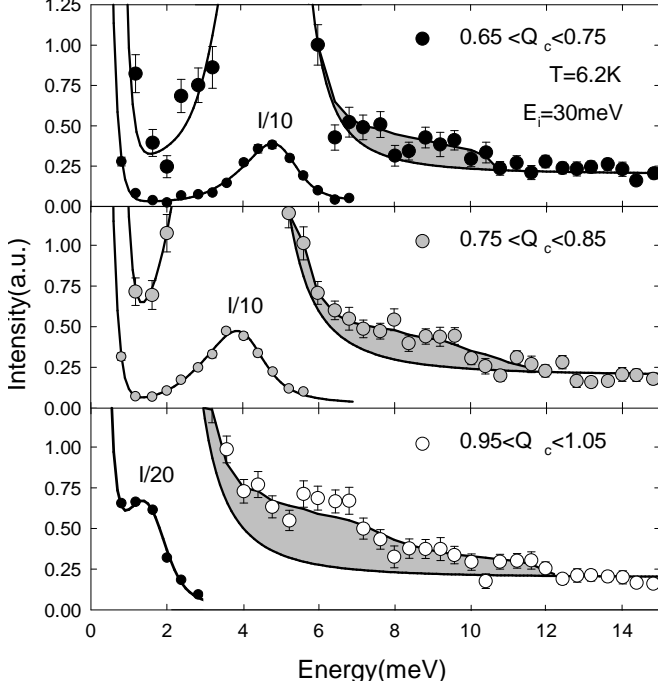 1.25
1.00
0.75
0.50
0.25
0.00
0.65 <Q c <0.75
T=6.2K
E i =30meV
I/10
1.00
0.75
0.50
0.25
0.00
0.75 <Q c <0.85
I/10
Intensity(a.u.)
1.00
0.75
0.50
0.25
0.00
0.95<Q c <1.05
I/20
0 2 4 6 8 10 12 14
Energy(meV)